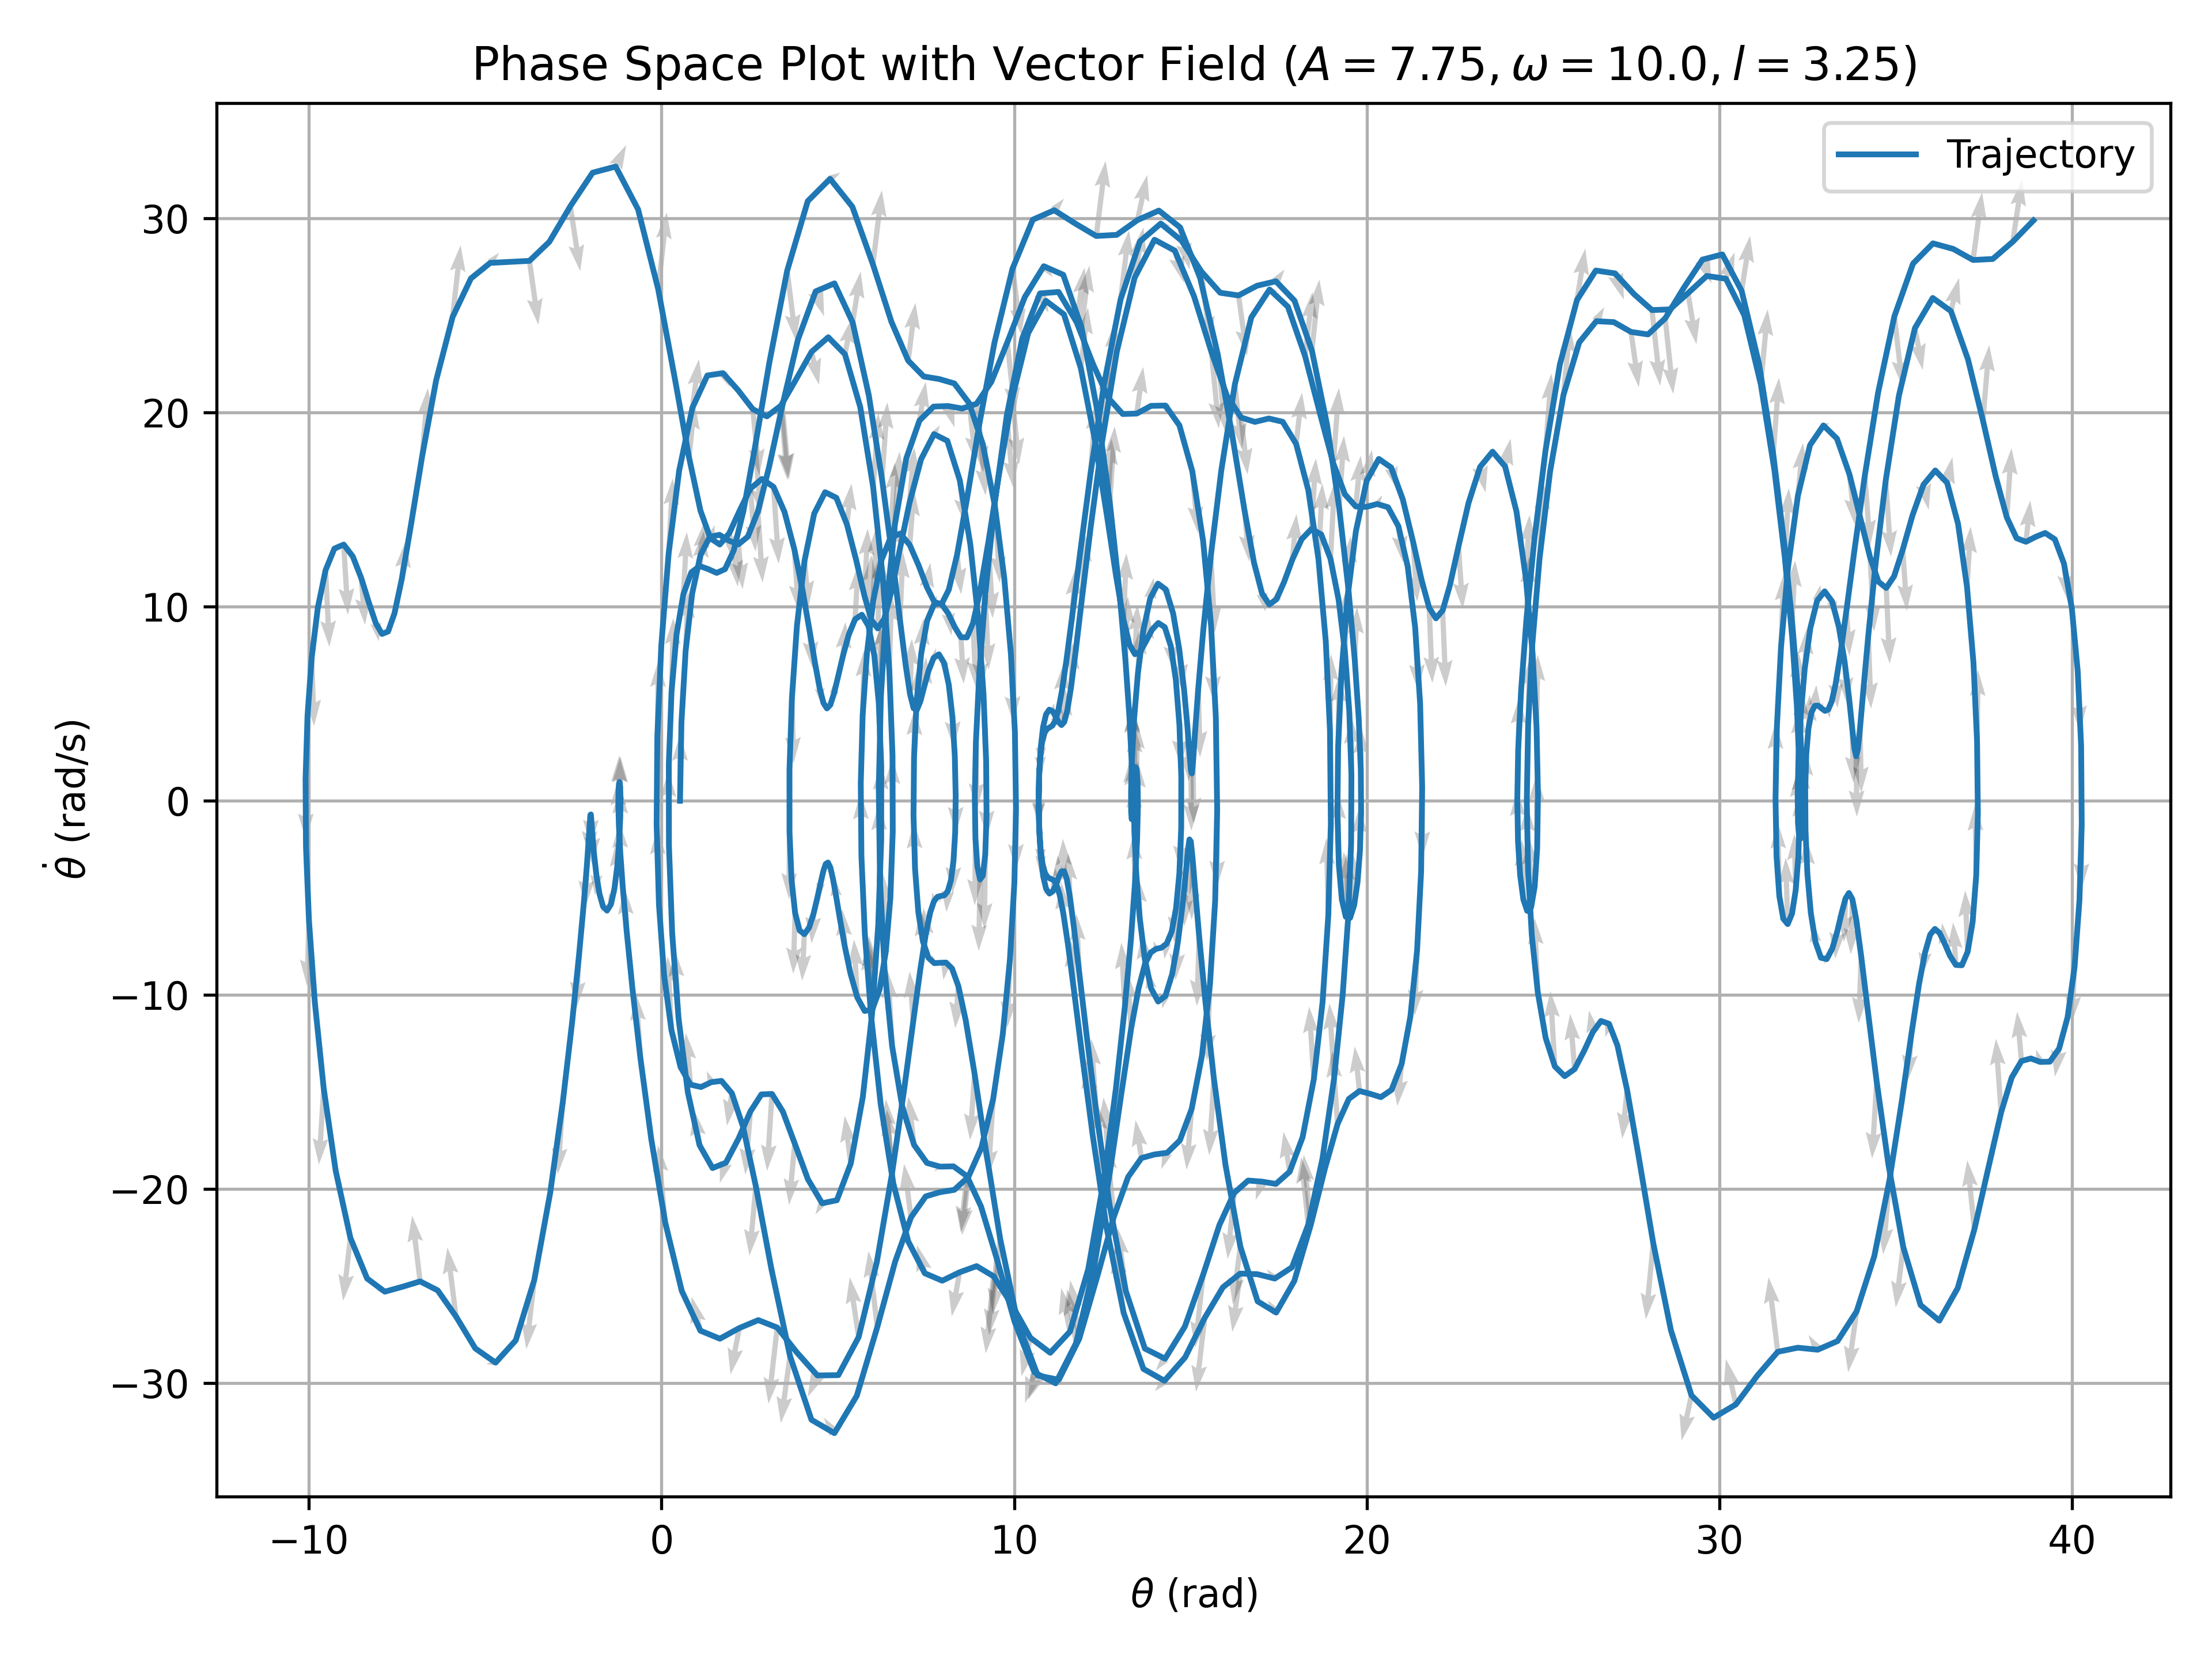 Phase Space Plot with Vector Field (A = 7.75, ω = 10.0, l = 3.25)
Trajectory
30
20
10
0
−10
−20
−30
θ̇ (rad/s)
−10 0 10 20 30 40
θ (rad)